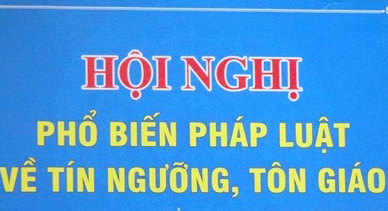 HỘI NGHỊ
PHỔ BIẾN PHÁP LUẬT
VỀ TÍN NGƯỠNG, TÔN GIÁO